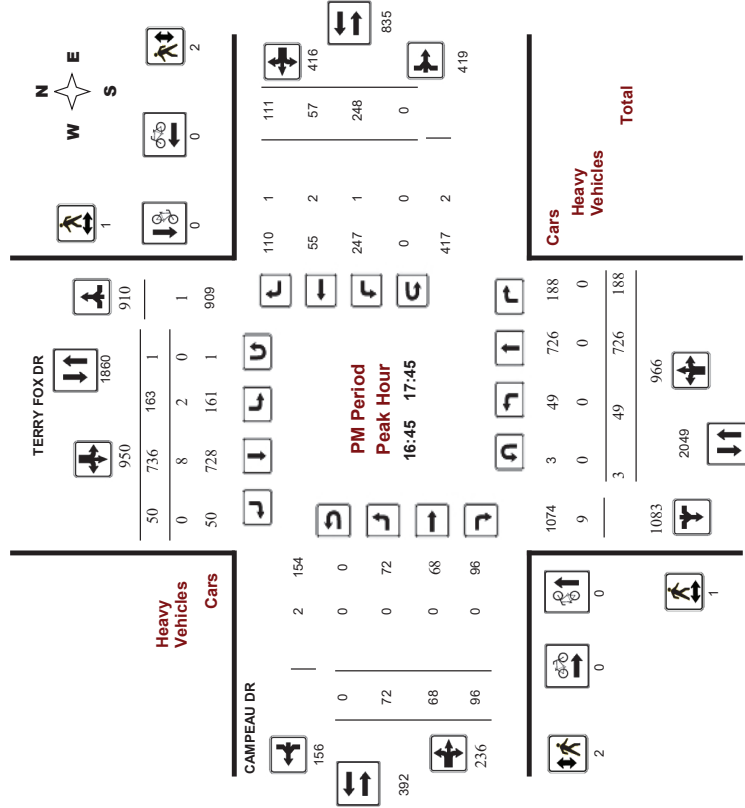 N
W E
S
2
0
1
0
TERRY FOX DR
1860
910
950
50 736 163 1
0 8 2 0 1
50 728 161 1 909
Heavy
Vehicles
Cars
835
416
419
110 1 111
55 2 57
247 1 248
0 0 0
417 2
PM Period
Peak Hour
16:45 17:45
CAMPEAU DR
156 2 154
0 0 0
72 0 72
68 0 68
96 0 96
392
236
Cars
Heavy
Vehicles
Total
1074 3 49 726 188
9 0 0 0 0
3 49 726 188
1083
966
2049
0
0
1
2